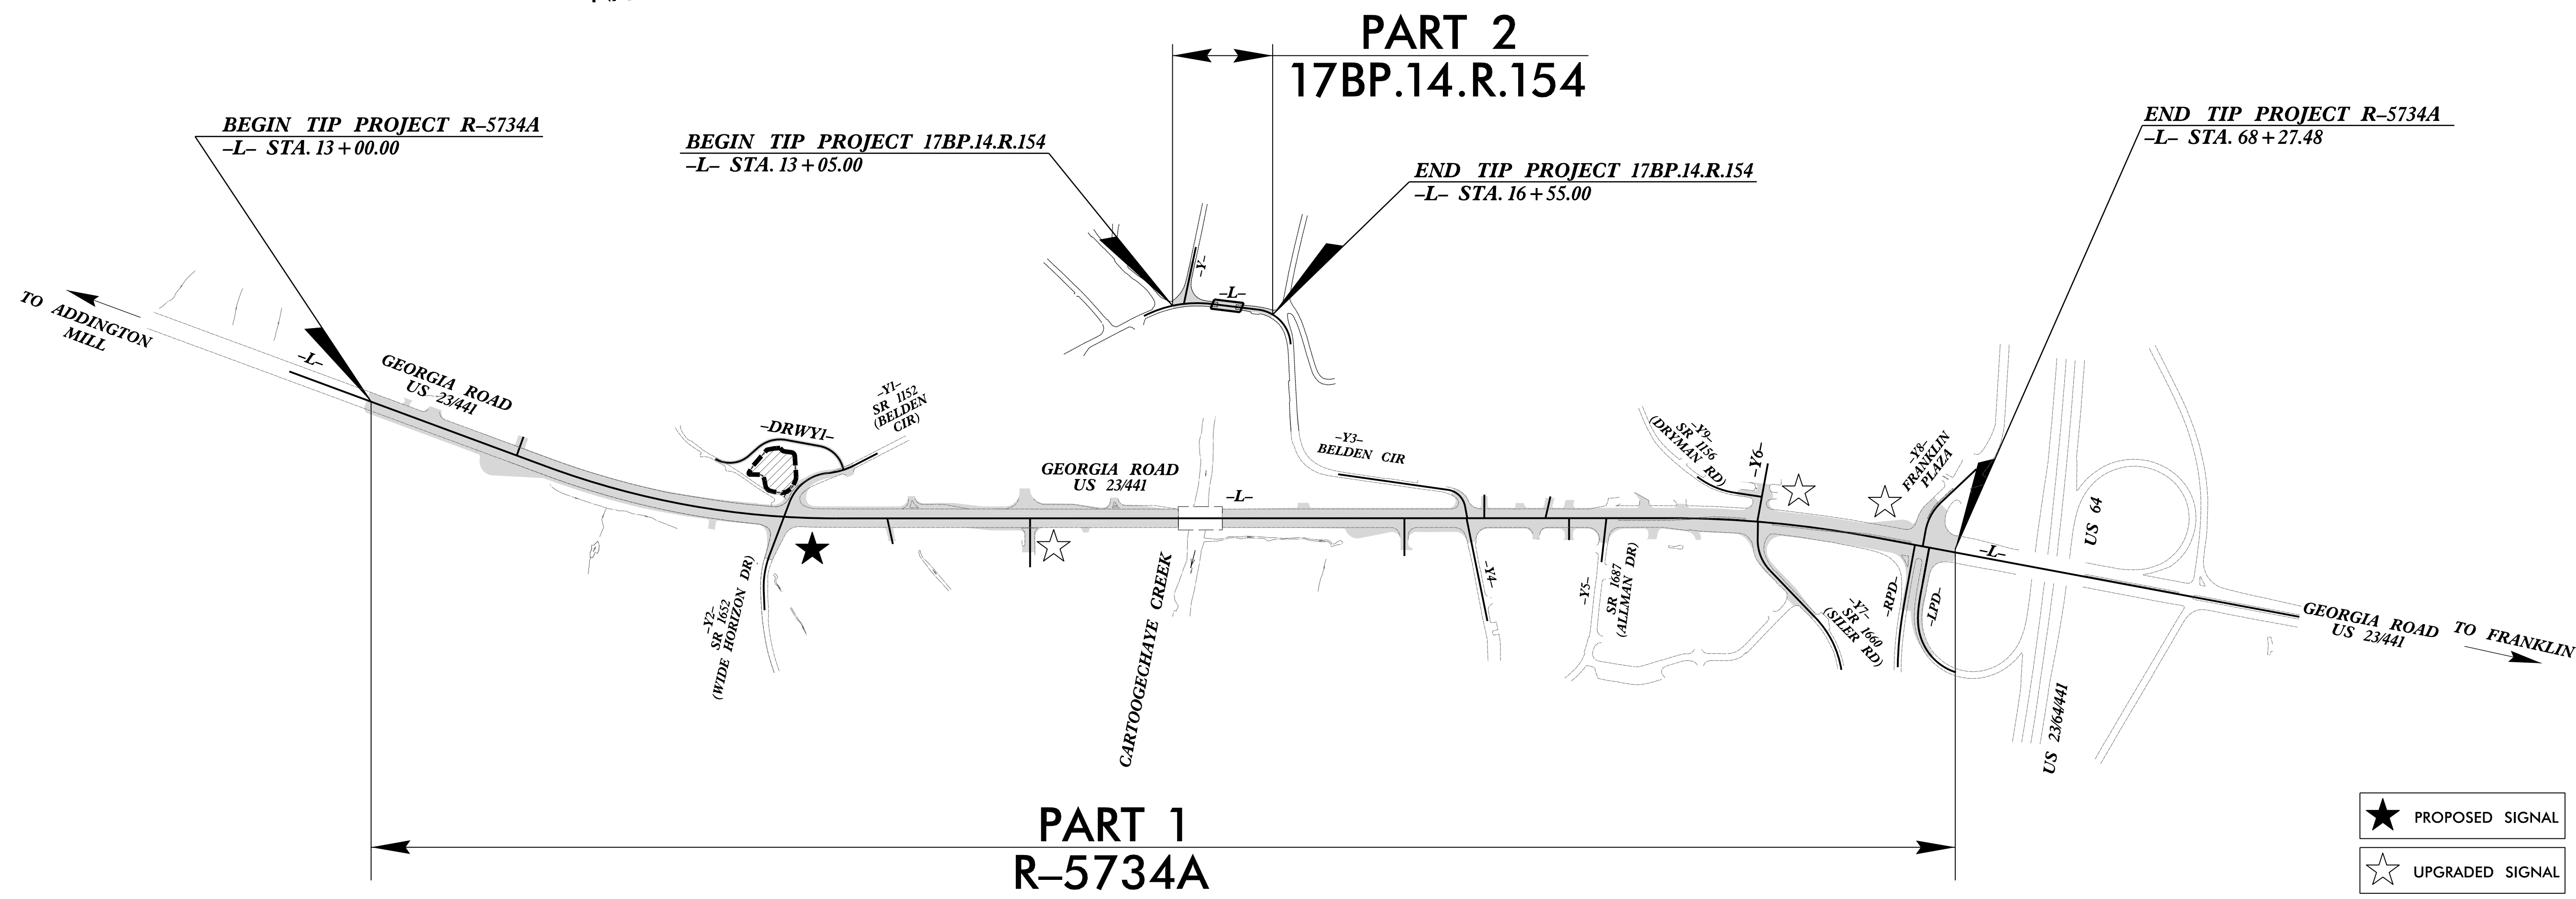 PART 2
17BP.14.R.154
BEGIN TIP PROJECT R–5734A
–L– STA. 13+00.00
BEGIN TIP PROJECT 17BP.14.R.154
–L– STA. 13+05.00
END TIP PROJECT 17BP.14.R.154
–L– STA. 16+55.00
END TIP PROJECT R–5734A
–L– STA. 68+27.48
TO ADDINGTON
MILL
–L–
GEORGIA ROAD
US 23/441
–Y–
–L–
–DRWY1–
–Y1–
SR 1152
(BELDEN
CIR)
–Y2–
SR 1652
(WIDE HORIZON DR)
GEORGIA ROAD
US 23/441
–L–
CARTOOGECHAYE CREEK
–Y3–
BELDEN CIR
–Y4–
–Y5–
SR 1687
(ALLMAN DR)
–Y9–
SR 1156
(DRYMAN RD)
–Y6–
–Y7–
SR 1660
(SILER RD)
–Y8–
FRANKLIN
PLAZA
–RPD–
–LPD–
–L–
US 64
US 23/64/441
GEORGIA ROAD
US 23/441
TO FRANKLIN
PART 1
R–5734A
PROPOSED SIGNAL
UPGRADED SIGNAL